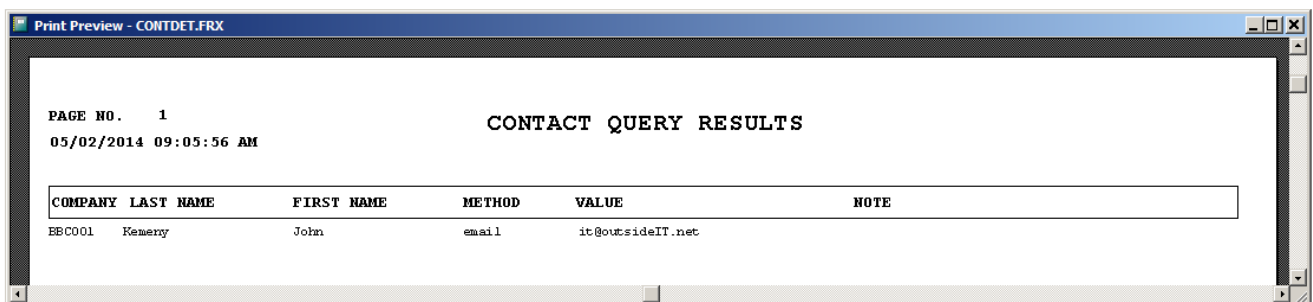 Print Preview - CONTDET.FRX
PAGE NO. 1
CONTACT QUERY RESULTS
05/02/2014 09:05:56 AM
COMPANY LAST NAME FIRST NAME METHOD VALUE NOTE
BBC001 Kemeny John email it@outsideIT.net